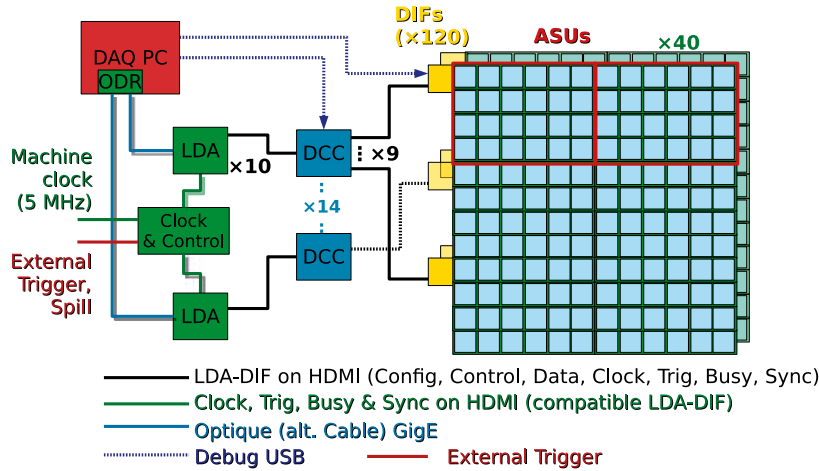 DIFs
(×120)
ASUs
×40
DAQ PC
ODR
LDA
×10
DCC
×9
Machine
clock
(5 MHz)
×14
Clock
& Control
External
Trigger,
Spill
DCC
LDA
LDA-DIF on HDMI (Config, Control, Data, Clock, Trig, Busy, Sync)
Clock, Trig, Busy & Sync on HDMI (compatible LDA-DIF)
Optique (alt. Cable) GigE
Debug USB
External Trigger